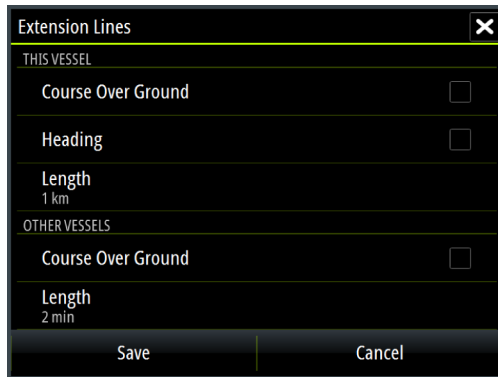 Extension Lines
THIS VESSEL
Course Over Ground
Heading
Length
1 km
OTHER VESSELS
Course Over Ground
Length
2 min
Save Cancel